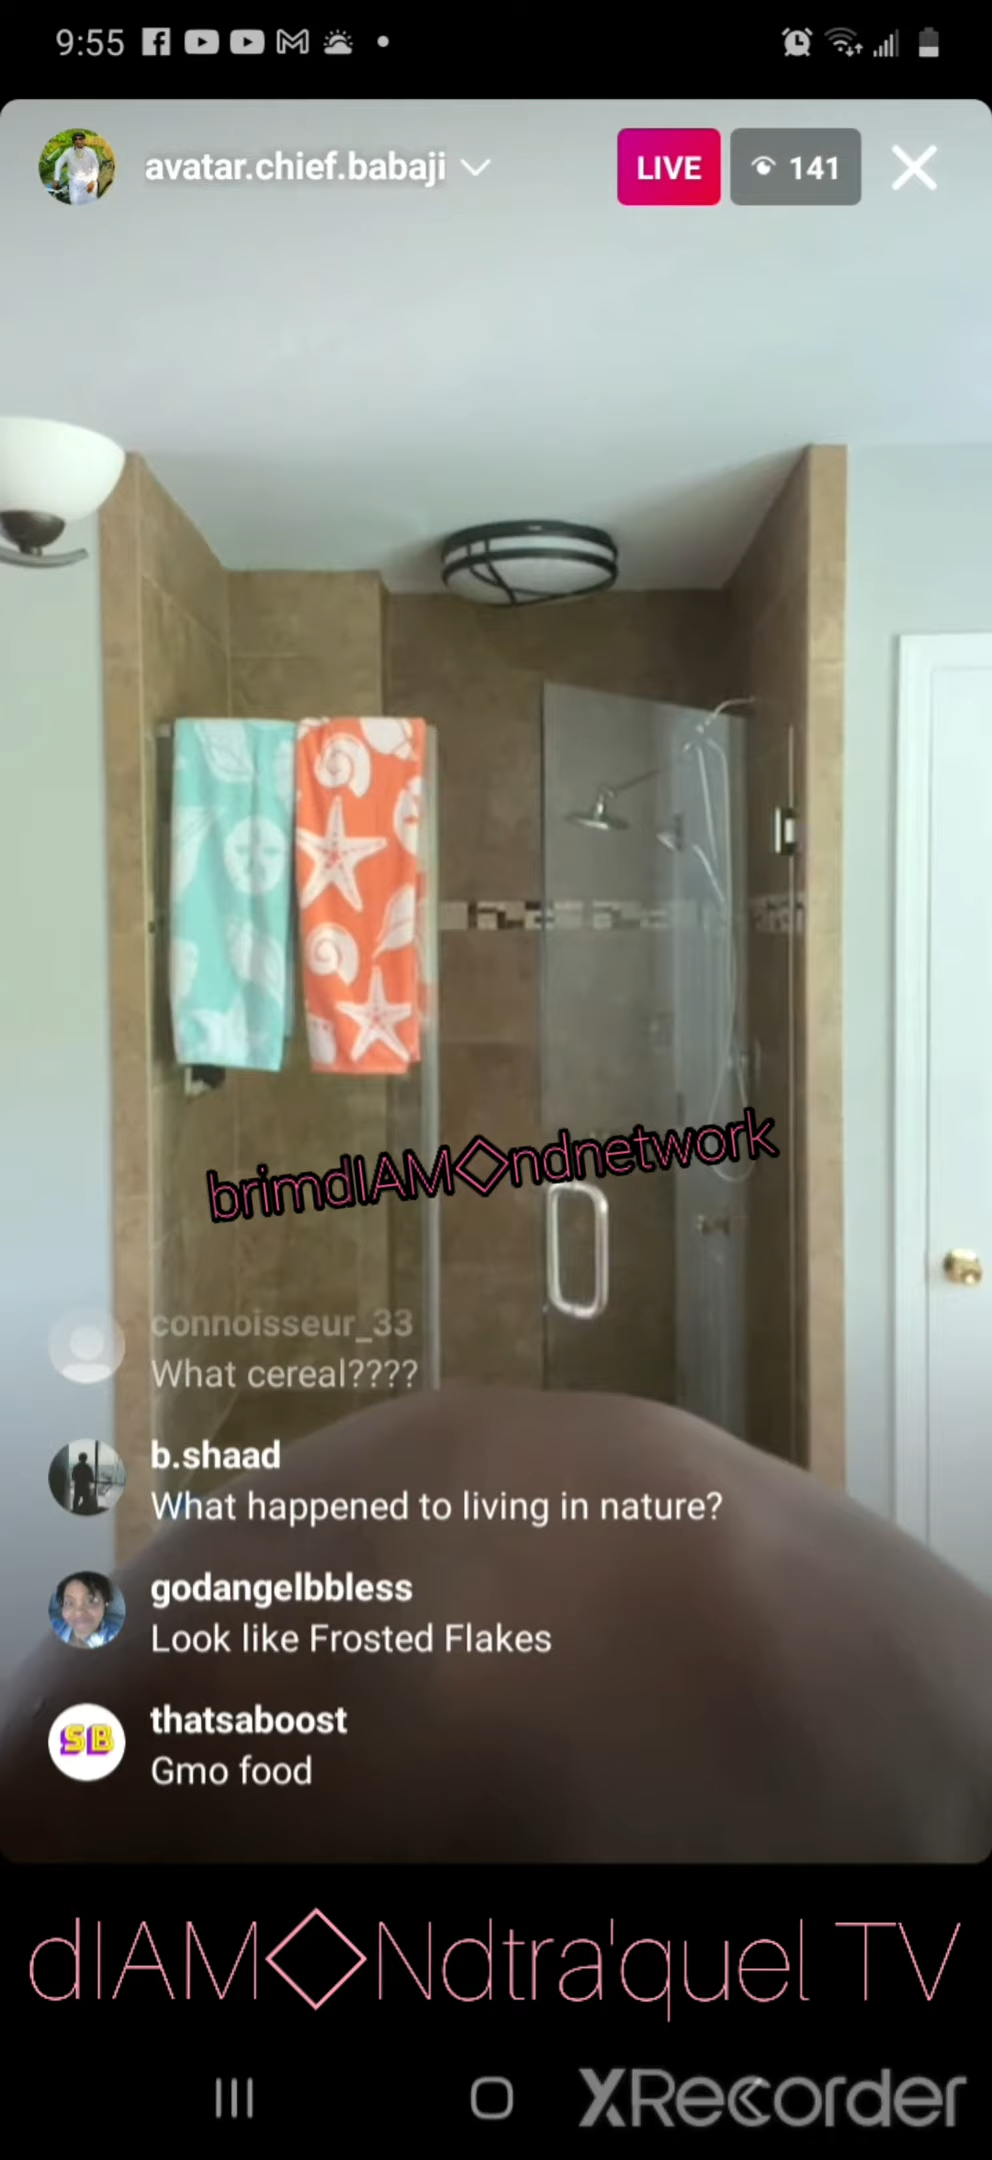 9:55
avatar.chief.babaji
LIVE
141
brimdIAM◇ndnetwork
connoisseur_33
What cereal????
b.shaad
What happened to living in nature?
godangelbbless
Look like Frosted Flakes
SB
thatsaboost
Gmo food
dIAM◇Ndtra'quel TV
XRecorder